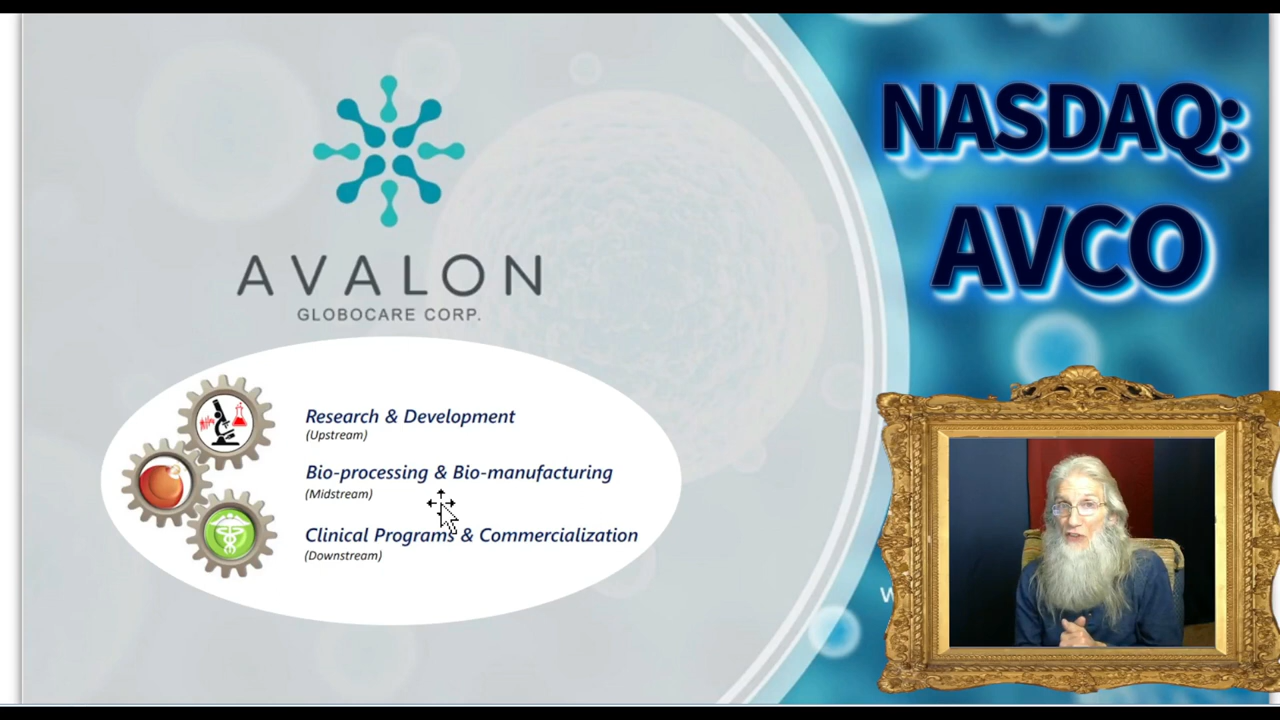 NASDAQ:
AVCO
AVALON
GLOBOCARE CORP.
Research & Development
(Upstream)
Bio-processing & Bio-manufacturing
(Midstream)
Clinical Programs & Commercialization
(Downstream)